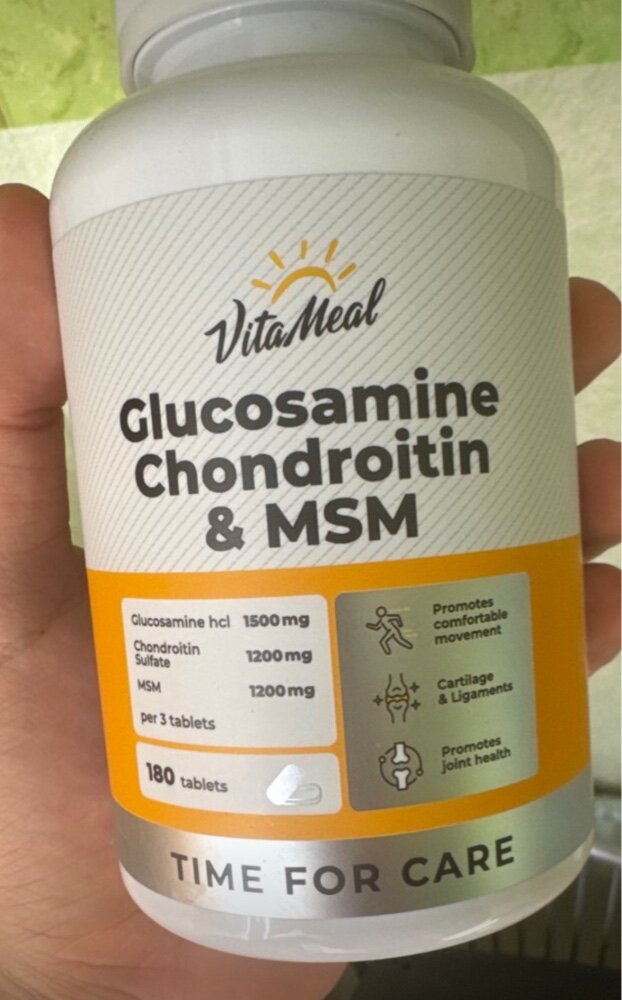 VitaMeal
Glucosamine
Chondroitin
& MSM
Glucosamine hcl 1500mg
Chondroitin
Sulfate 1200mg
MSM 1200mg
per 3 tablets
180 tablets
Promotes
comfortable
movement
Cartilage
& Ligaments
Promotes
joint health
TIME FOR CARE